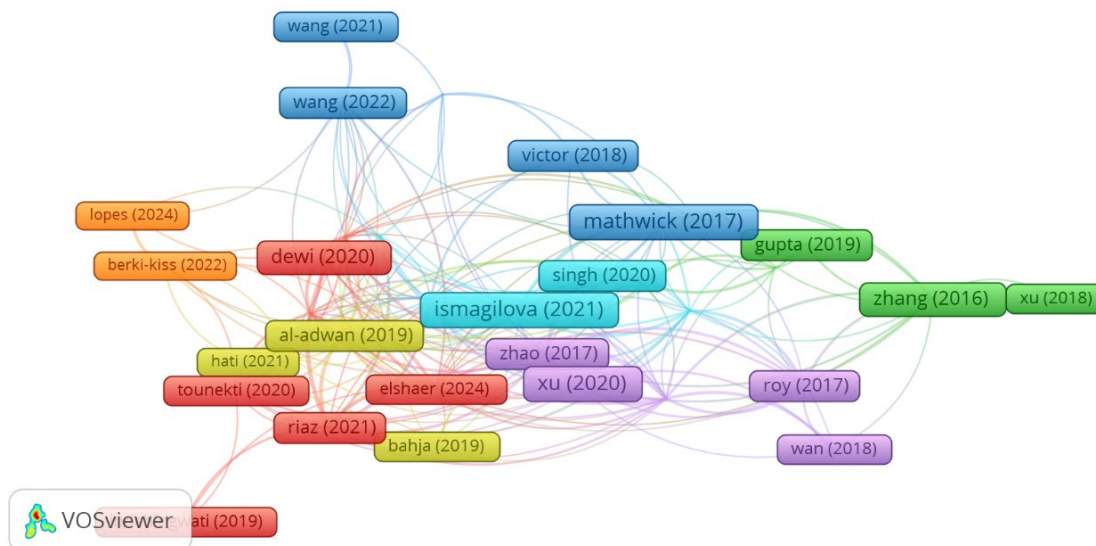 wang (2021)
wang (2022)
victor (2018)
lopes (2024)
mathwick (2017)
gupta (2019)
berki-kiss (2022)
dewi (2020)
singh (2020)
zhang (2016)
xu (2018)
ismagilova (2021)
al-adwan (2019)
hati (2021)
zhao (2017)
tounekti (2020)
elshaer (2024)
xu (2020)
roy (2017)
riaz (2021)
bahja (2019)
wan (2018)
VOSviewer
(2019)